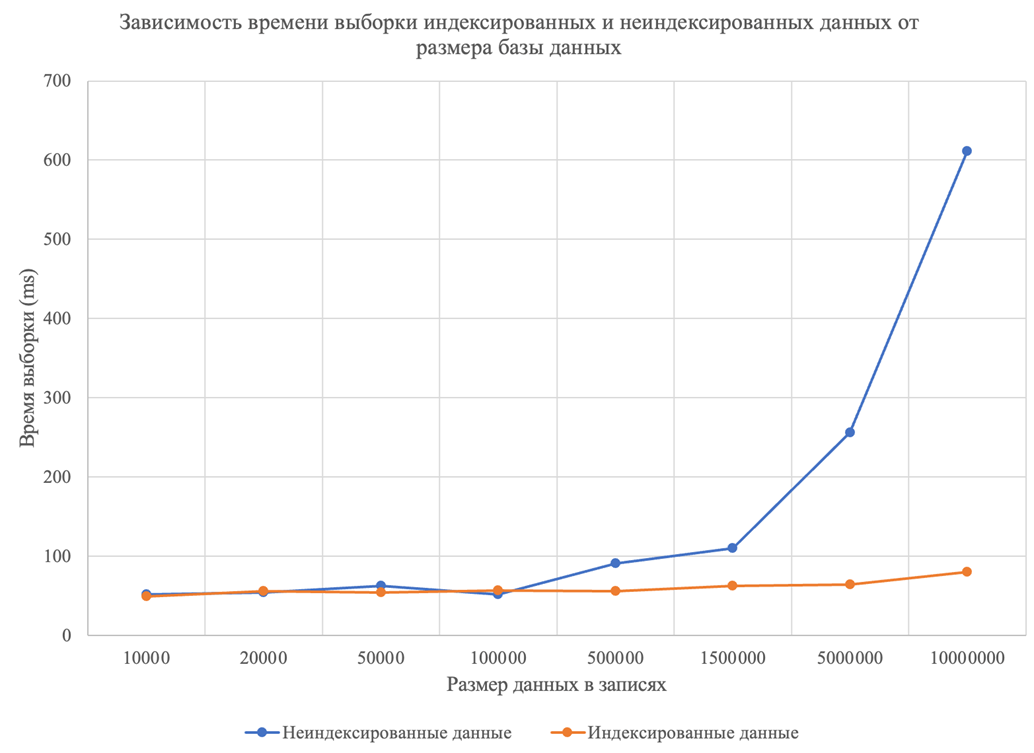 Зависимость времени выборки индексированных и неиндексированных данных от
размера базы данных
700
600
500
400
300
200
100
0
Время выборки (ms)
10000 20000 50000 100000 500000 1500000 5000000 10000000
Размер данных в записях
Неиндексированные данные Индексированные данные